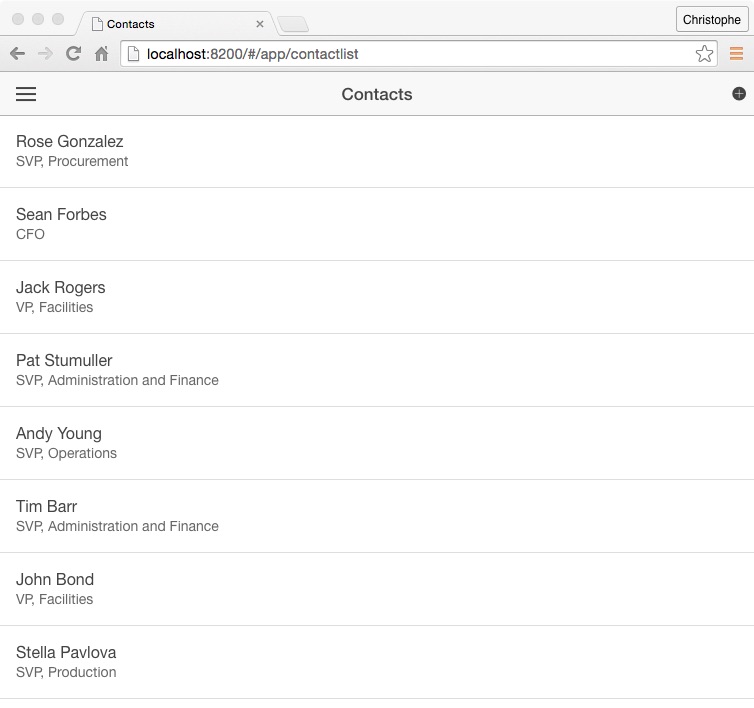 Contacts
Christophe
localhost:8200/#/app/contactlist
Contacts
Rose Gonzalez
SVP, Procurement
Sean Forbes
CFO
Jack Rogers
VP, Facilities
Pat Stumuller
SVP, Administration and Finance
Andy Young
SVP, Operations
Tim Barr
SVP, Administration and Finance
John Bond
VP, Facilities
Stella Pavlova
SVP, Production